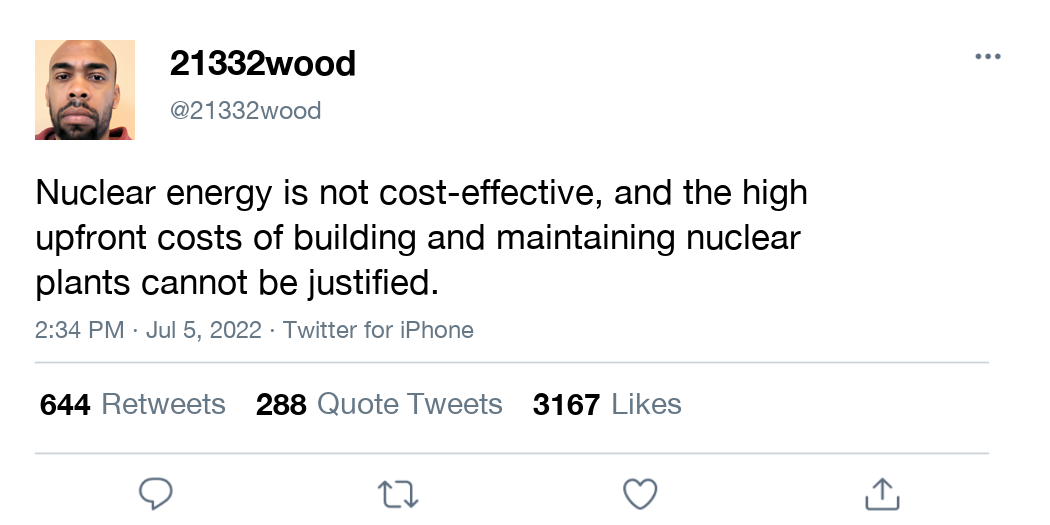 21332wood
@21332wood
Nuclear energy is not cost-effective, and the high
upfront costs of building and maintaining nuclear
plants cannot be justified.
2:34 PM · Jul 5, 2022 · Twitter for iPhone
644 Retweets 288 Quote Tweets 3167 Likes